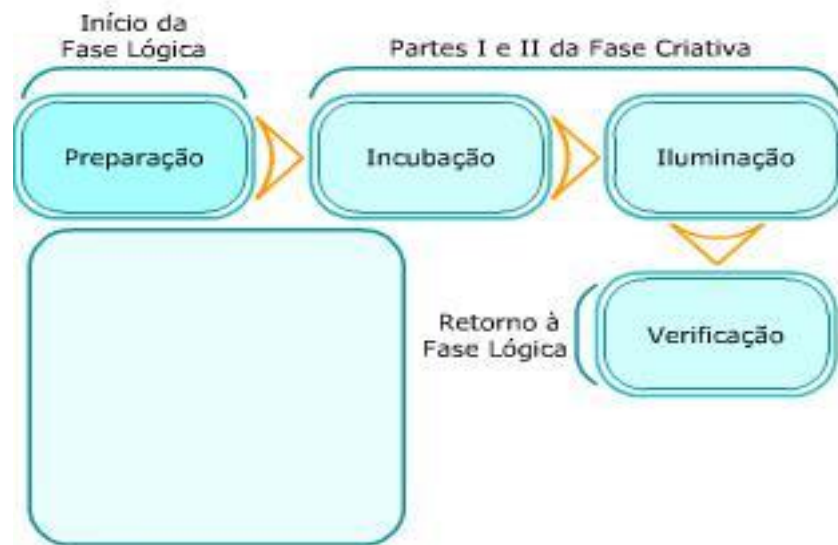 Início da
Fase Lógica
Partes I e II da Fase Criativa
Preparação
Incubação
Iluminação
Retorno à
Fase Lógica
Verificação